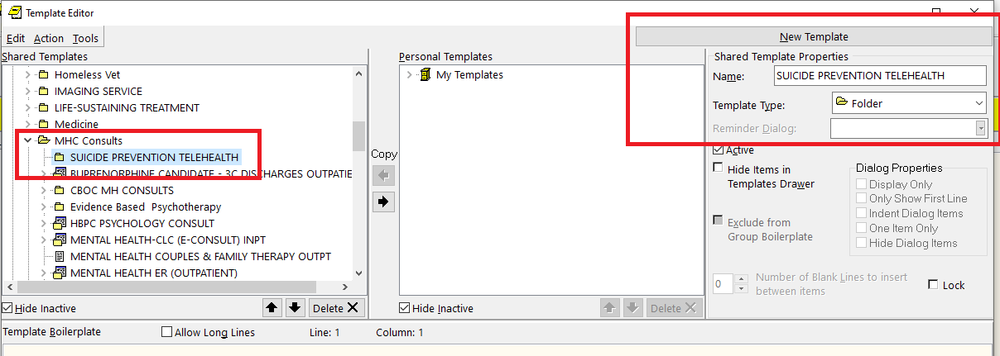 Template Editor
Edit Action Tools
New Template
Shared Templates
Homeless Vet
IMAGING SERVICE
LIFE-SUSTAINING TREATMENT
Medicine
MHC Consults
SUICIDE PREVENTION TELEHEALTH
BUPRENORPHINE CANDIDATE - 3C DISCHARGES OUTPATIE
CBOC MH CONSULTS
Evidence Based Psychotherapy
HBPC PSYCHOLOGY CONSULT
MENTAL HEALTH-CLC (E-CONSULT) INPT
MENTAL HEALTH COUPLES & FAMILY THERAPY OUTPT
MENTAL HEALTH ER (OUTPATIENT)
Hide Inactive
Delete
Copy
Personal Templates
My Templates
Hide Inactive
Delete
Shared Template Properties
Name: SUICIDE PREVENTION TELEHEALTH
Template Type: Folder
Reminder Dialog:
Active
Hide Items in
Templates Drawer
Exclude from
Group Boilerplate
Dialog Properties
Display Only
Only Show First Line
Indent Dialog Items
One Item Only
Hide Dialog Items
0 Number of Blank Lines to insert
between items
Lock
Template Boilerplate Allow Long Lines Line: 1 Column: 1